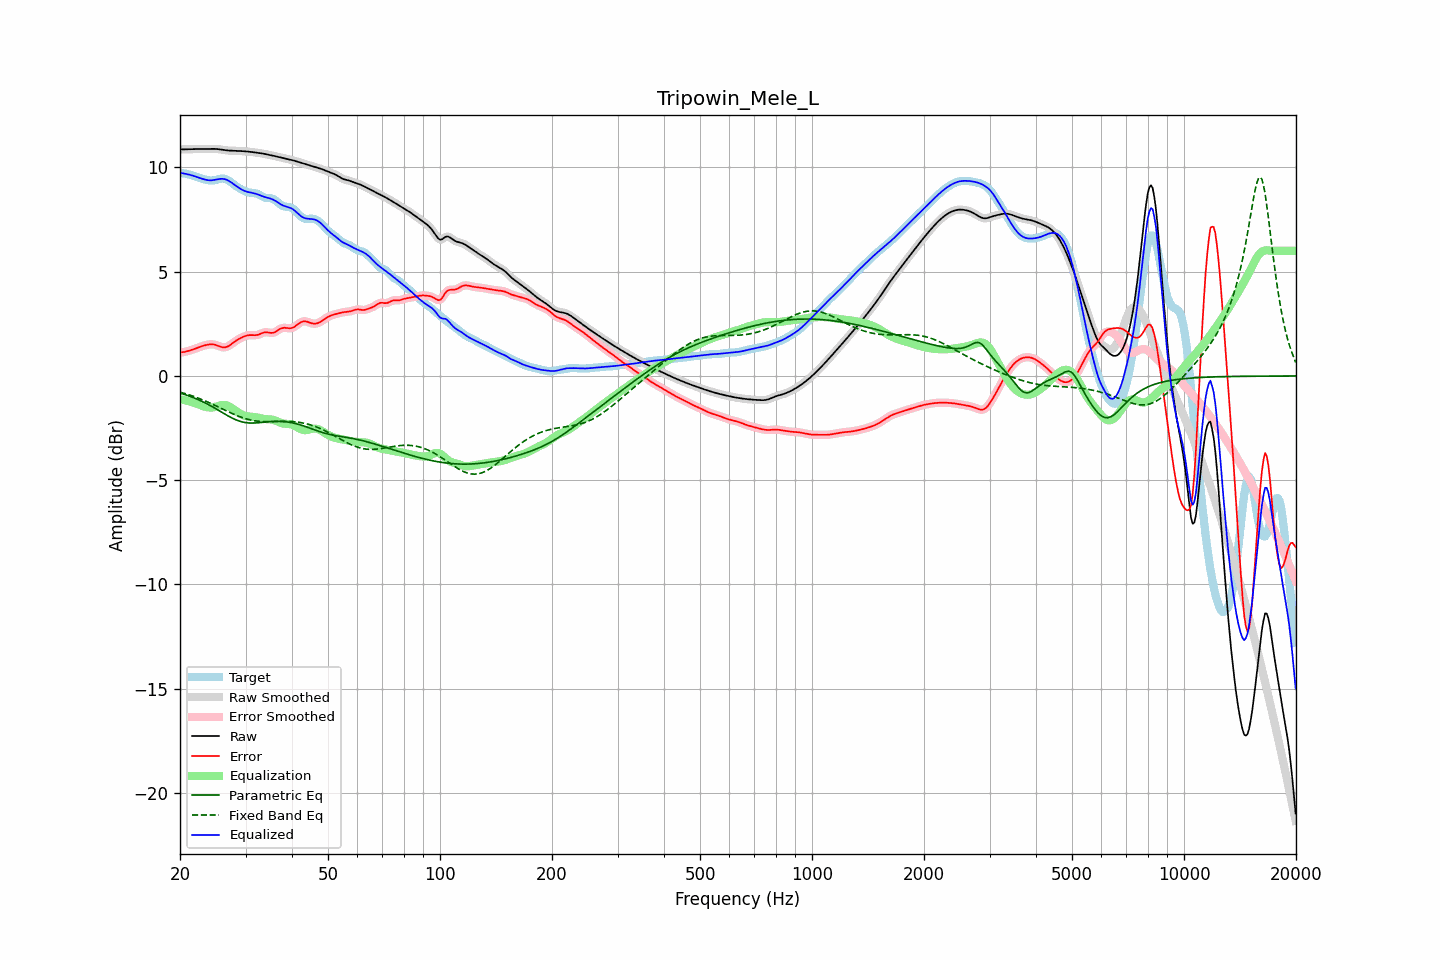 Tripowin_Mele_L
Amplitude (dBr)
10
5
0
−5
−10
−15
−20
Target
Raw Smoothed
Error Smoothed
Raw
Error
Equalization
Parametric Eq
Fixed Band Eq
Equalized
20 50 100 200 500 1000 2000 5000 10000 20000
Frequency (Hz)